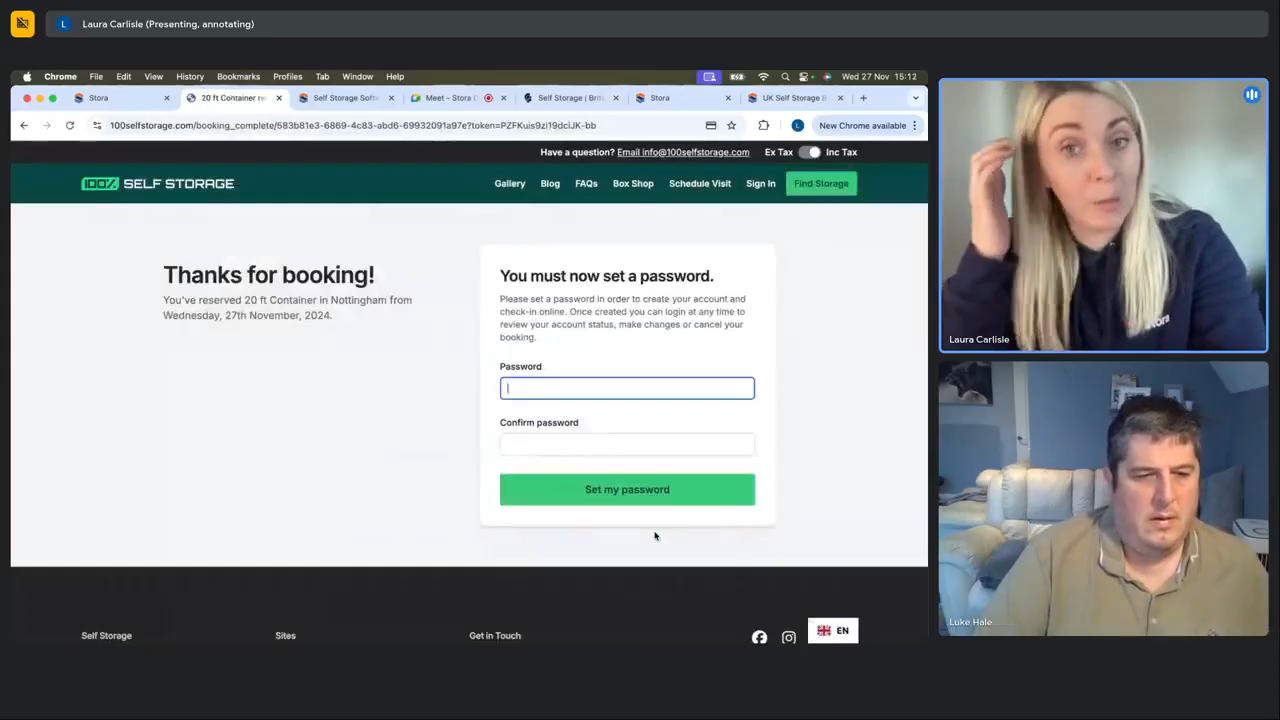 L Laura Carlisle (Presenting, annotating)
Chrome File Edit View History Bookmarks Profiles Tab Window Help Wed 27 Nov 15:12
Stora 20 ft Container re Self Storage Soft Meet – Stora Self Storage | Brit Stora UK Self Storage B
100selfstorage.com/booking_complete/583b81e3-6869-4c83-abd6-69932091a97e?token=PZFKuis9zi19dciJK-bb L New Chrome available
Have a question? Email info@100selfstorage.com Ex Tax Inc Tax
100% SELF STORAGE Gallery Blog FAQs Box Shop Schedule Visit Sign In Find Storage
Thanks for booking!
You've reserved 20 ft Container in Nottingham from
Wednesday, 27th November, 2024.
You must now set a password.
Please set a password in order to create your account and
check-in online. Once created you can login at any time to
review your account status, make changes or cancel your
booking.
Password
Confirm password
Set my password
Self Storage Sites Get in Touch EN
Laura Carlisle
Luke Hale